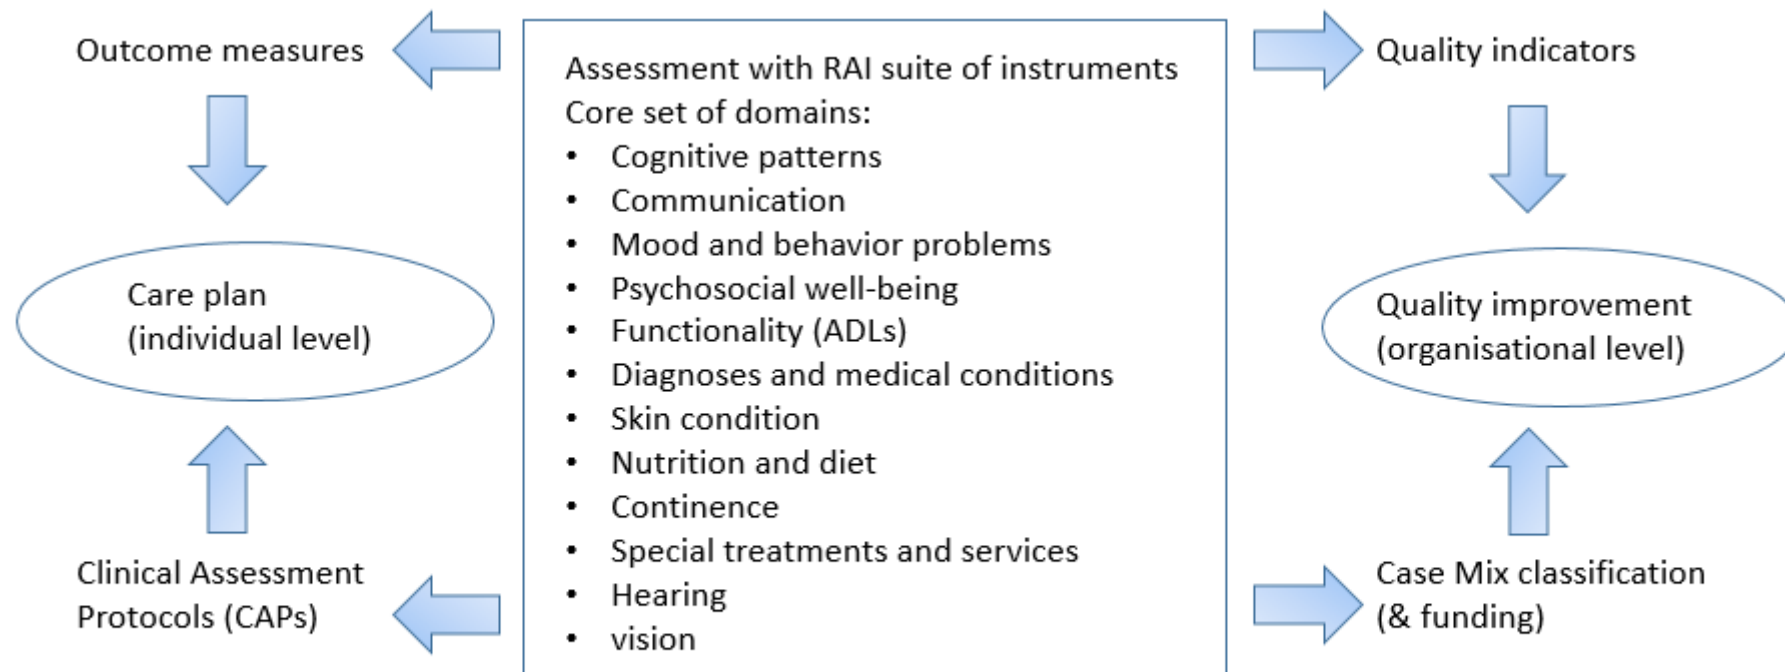 Outcome measures
Care plan
(individual level)
Clinical Assessment
Protocols (CAPs)
Assessment with RAI suite of instruments
Core set of domains:
• Cognitive patterns
• Communication
• Mood and behavior problems
• Psychosocial well-being
• Functionality (ADLs)
• Diagnoses and medical conditions
• Skin condition
• Nutrition and diet
• Continence
• Special treatments and services
• Hearing
• vision
Quality indicators
Quality improvement
(organisational level)
Case Mix classification
(& funding)